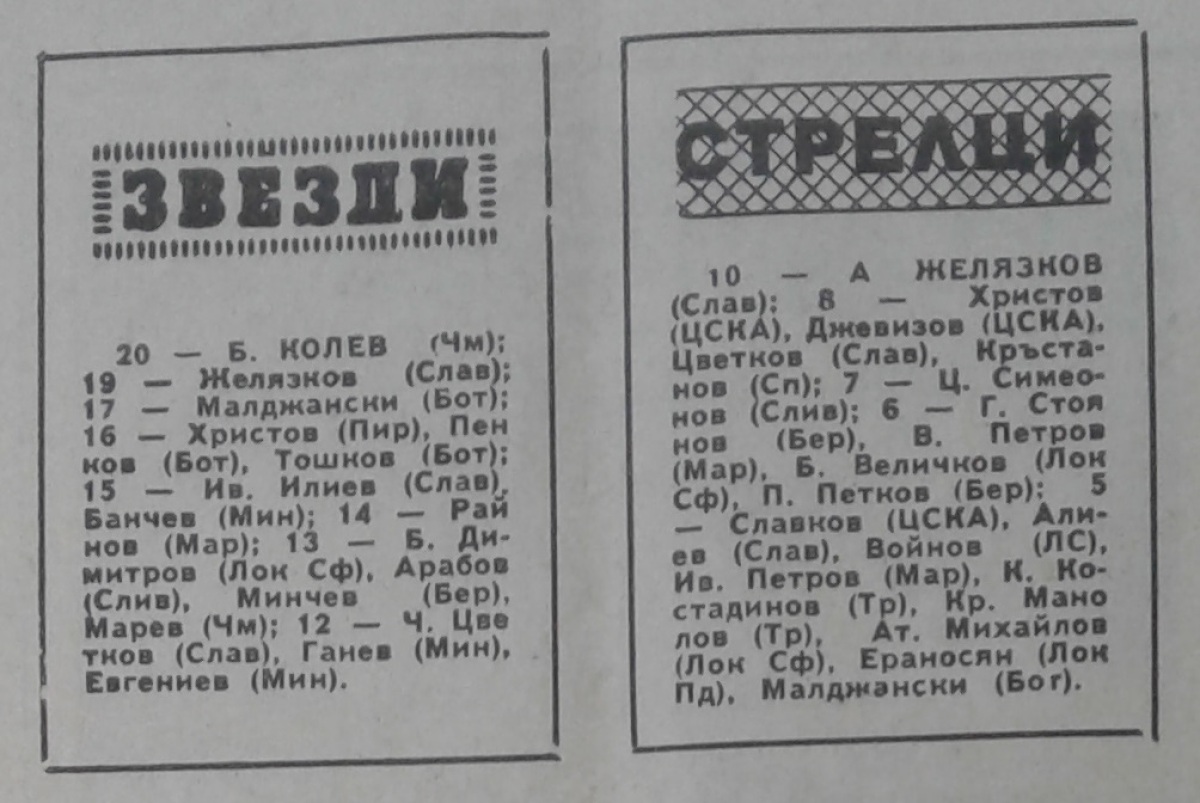 ЗВЕЗДИ
20 — Б. КОЛЕВ (Чм);
19 — Желязков (Слав);
17 — Малджански (Бот);
16 — Христов (Пир), Пен
ков (Бот), Тошков (Бот);
15 — Ив. Илиев (Слав),
Банчев (Мин); 14 — Рай
нов (Мар); 13 — Б. Ди-
митров (Лок Сф), Арабов
(Слив), Минчев (Бер),
Марев (Чм); 12 — Ч. Цве
тков (Слав), Ганев (Мин),
Евгениев (Мин).
СТРЕЛЦИ
10 — А ЖЕЛЯЗКОВ
(Слав); 8 — Христов
(ЦСКА), Джевизов (ЦСКА),
Цветков (Слав), Кръста-
нов (Сп); 7 — Ц. Симео-
нов (Слив); 6 — Г. Стоя
нов (Бер), В. Петров
(Мар), Б. Величков (Лок
Сф), П. Петков (Бер); 5
— Славков (ЦСКА), Али-
ев (Слав), Войнов (ЛС),
Ив. Петров (Мар), К. Ко-
стадинов (Тр), Кр. Мано
лов (Тр), Ат. Михайлов
(Лок Сф), Ераносян (Лок
Пд), Малджански (Бот).